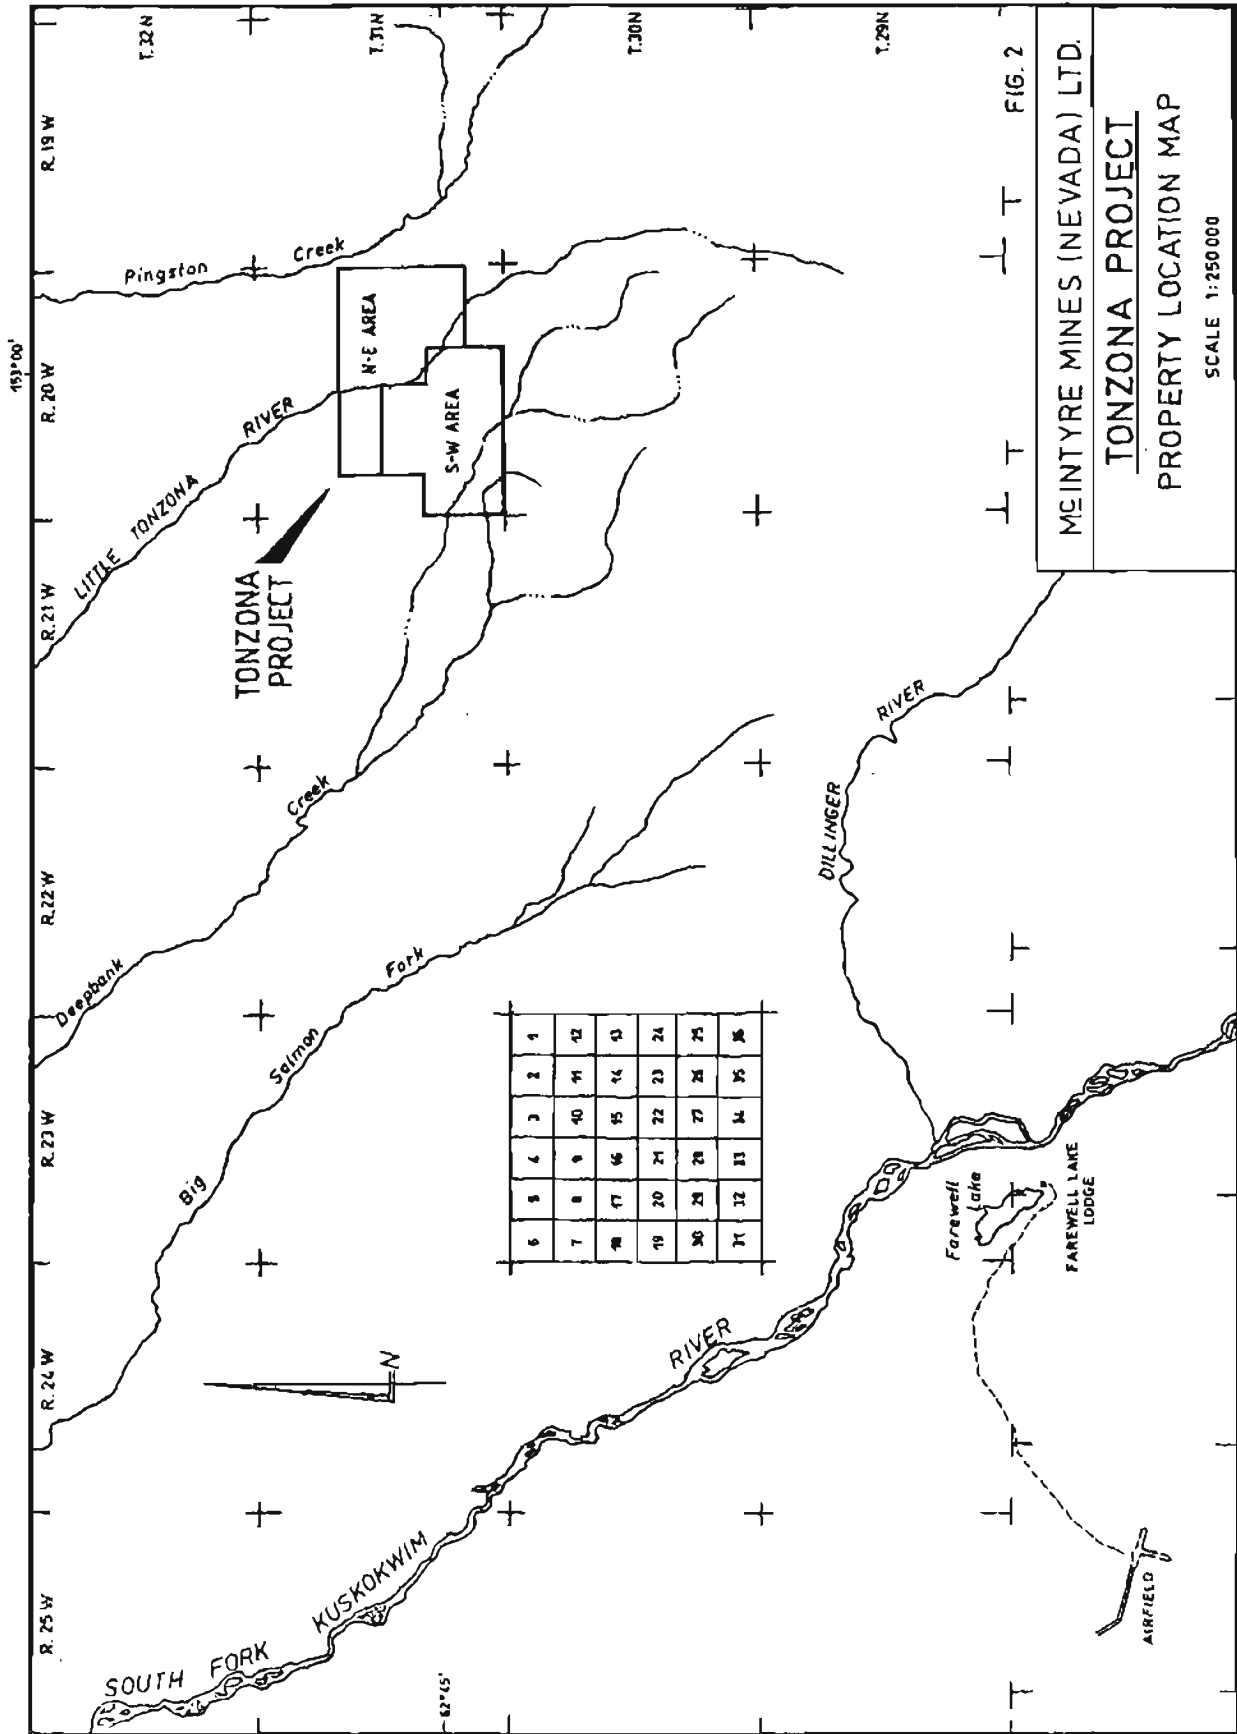 153°00'
R. 25 W
R. 24 W
R. 23 W
R. 22 W
R. 21 W
R. 20 W
R. 19 W
T. 32 N
T. 31 N
T. 30 N
T. 29 N
62°45'
SOUTH FORK KUSKOKWIM RIVER
Big Salmon Fork
Deepbank Creek
LITTLE TONZONA RIVER
Pingston Creek
TONZONA
PROJECT
N-E AREA
S-W AREA
N
6 5 4 3 2 1
7 8 9 10 11 12
18 17 16 15 14 13
19 20 21 22 23 24
30 29 28 27 26 25
31 32 33 34 35 36
DILLINGER RIVER
Farewell
Lake
FAREWELL LAKE
LODGE
AIRFIELD
FIG. 2
MCINTYRE MINES (NEVADA) LTD.
TONZONA PROJECT
PROPERTY LOCATION MAP
SCALE 1:250000